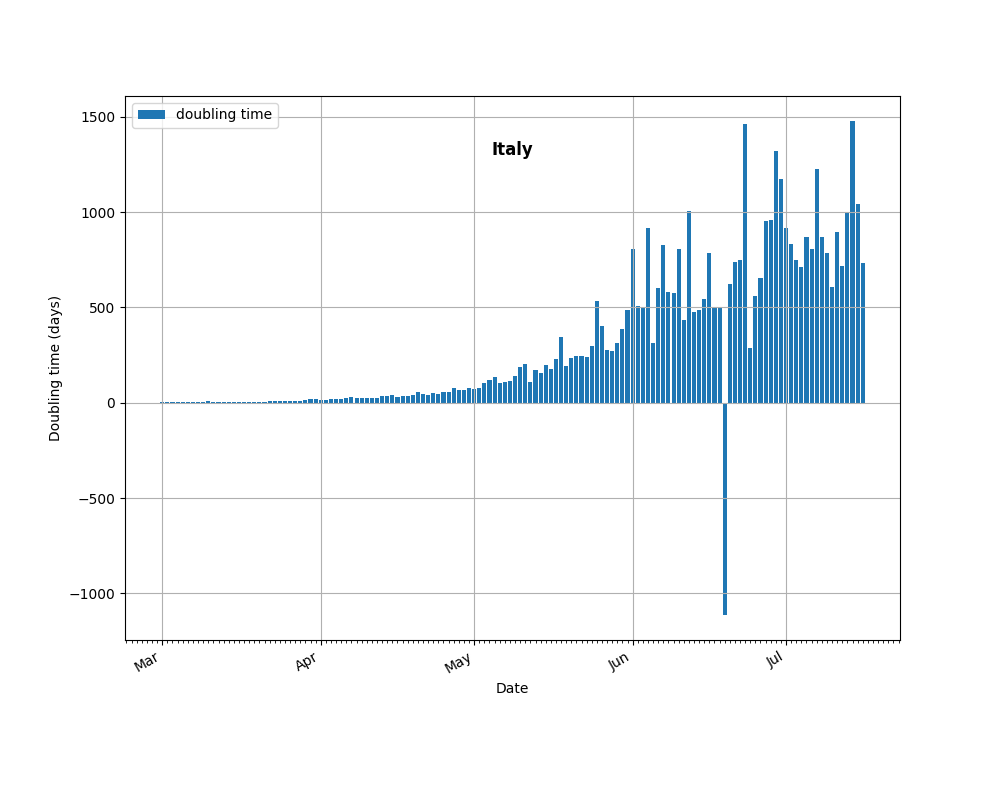 doubling time
Italy
1500
1000
500
0
−500
−1000
Doubling time (days)
Mar
Apr
May
Jun
Jul
Date